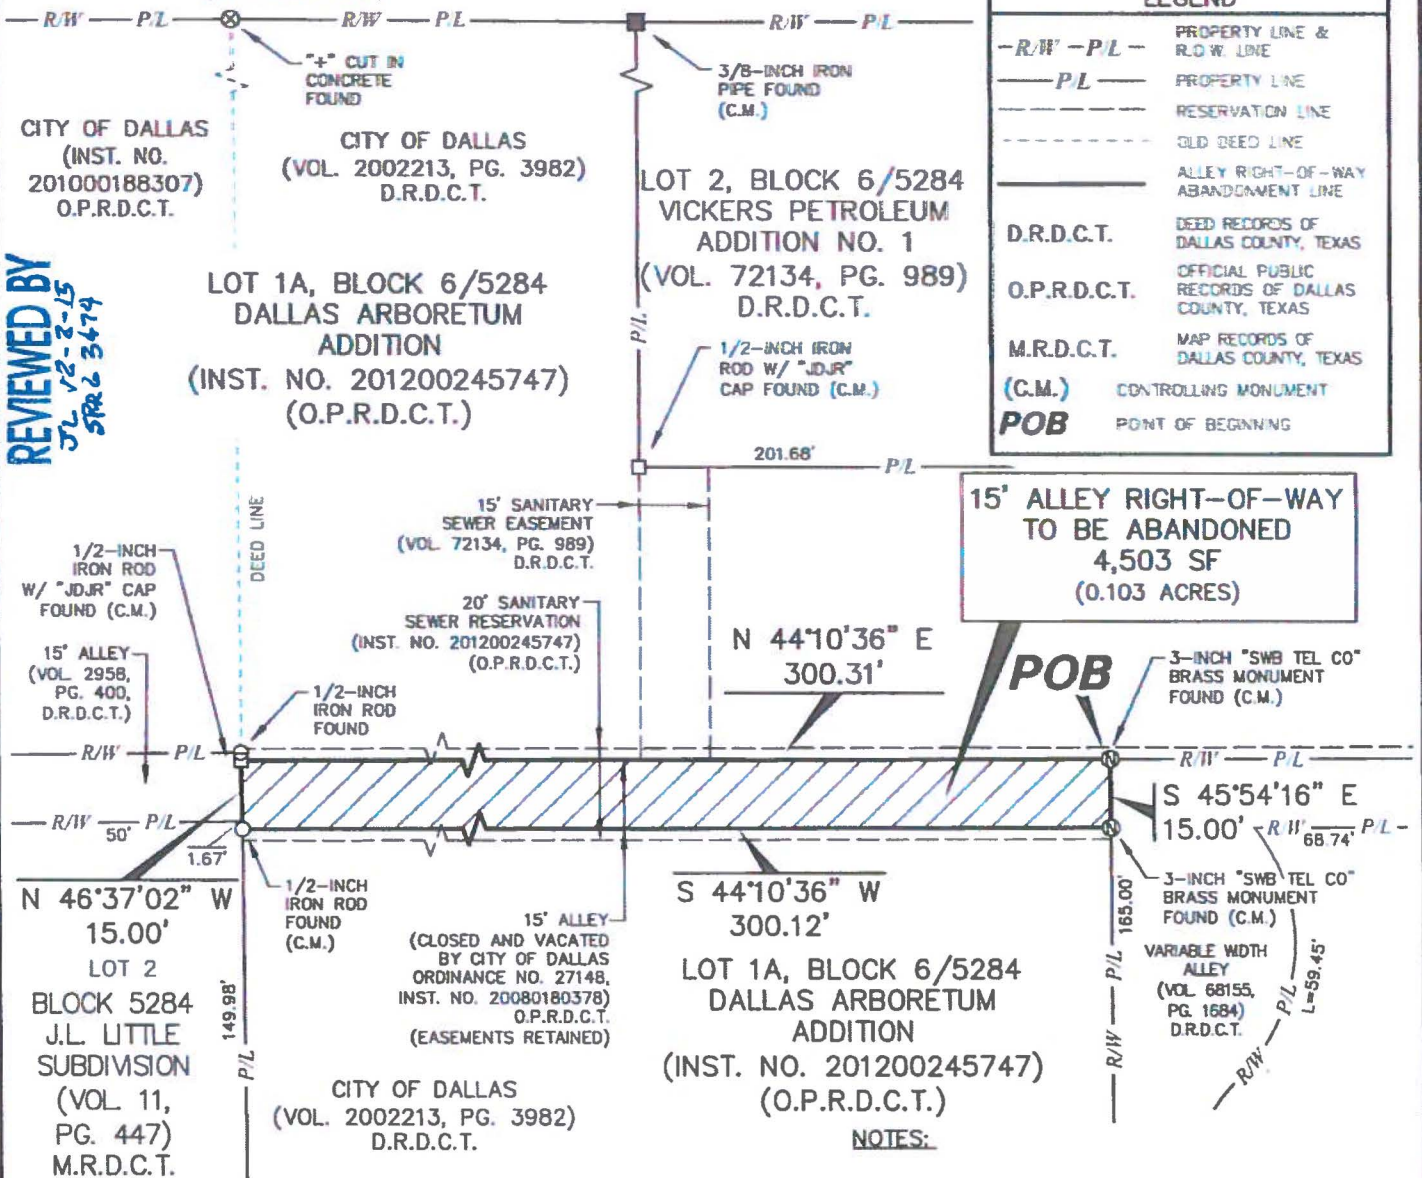 R/W P/L R/W P/L R/W P/L
LEGEND
"+" CUT IN
CONCRETE
FOUND
3/8-INCH IRON
PIPE FOUND
(C.M.)
CITY OF DALLAS
(INST. NO.
201000188307)
O.P.R.D.C.T.
CITY OF DALLAS
(VOL. 2002213, PG. 3982)
D.R.D.C.T.
LOT 2, BLOCK 6/5284
VICKERS PETROLEUM
ADDITION NO. 1
(VOL. 72134, PG. 989)
D.R.D.C.T.
R/W P/L PROPERTY LINE &
R.O.W. LINE
P/L PROPERTY LINE
RESERVATION LINE
OLD DEED LINE
ALLEY RIGHT-OF-WAY
ABANDONMENT LINE
D.R.D.C.T. DEED RECORDS OF
DALLAS COUNTY, TEXAS
O.P.R.D.C.T. OFFICIAL PUBLIC
RECORDS OF DALLAS
COUNTY, TEXAS
M.R.D.C.T. MAP RECORDS OF
DALLAS COUNTY, TEXAS
(C.M.) CONTROLLING MONUMENT
POB POINT OF BEGINNING
REVIEWED BY
JL 12-2-15
SPRG 3474
LOT 1A, BLOCK 6/5284
DALLAS ARBORETUM
ADDITION
(INST. NO. 201200245747)
(O.P.R.D.C.T.)
P/L
1/2-INCH IRON
ROD W/ "JDJR"
CAP FOUND (C.M.)
201.68' P/L
DEED LINE
15' SANITARY
SEWER EASEMENT
(VOL. 72134, PG. 989)
D.R.D.C.T.
15' ALLEY RIGHT-OF-WAY
TO BE ABANDONED
4,503 SF
(0.103 ACRES)
1/2-INCH
IRON ROD
W/ "JDJR" CAP
FOUND (C.M.)
20' SANITARY
SEWER RESERVATION
(INST. NO. 201200245747)
(O.P.R.D.C.T.)
N 44°10'36" E
300.31'
POB
3-INCH "SWB TEL CO"
BRASS MONUMENT
FOUND (C.M.)
15' ALLEY
(VOL. 2958,
PG. 400,
D.R.D.C.T.)
1/2-INCH
IRON ROD
FOUND
R/W P/L
R/W P/L
S 45°54'16" E
15.00'
R/W 50' P/L
1.67'
R/W 68.74' P/L
N 46°37'02" W
15.00'
1/2-INCH
IRON ROD
FOUND
(C.M.)
S 44°10'36" W
300.12'
3-INCH "SWB TEL CO"
BRASS MONUMENT
FOUND (C.M.)
165.00'
LOT 2
BLOCK 5284
J.L. LITTLE
SUBDIVISION
(VOL. 11,
PG. 447)
M.R.D.C.T.
149.98'
P/L
15' ALLEY
(CLOSED AND VACATED
BY CITY OF DALLAS
ORDINANCE NO. 27148,
INST. NO. 20080180378)
O.P.R.D.C.T.
(EASEMENTS RETAINED)
LOT 1A, BLOCK 6/5284
DALLAS ARBORETUM
ADDITION
(INST. NO. 201200245747)
(O.P.R.D.C.T.)
VARIABLE WIDTH
ALLEY
(VOL. 68155,
PG. 1684)
D.R.D.C.T.
R/W P/L
R/W P/L
L=59.45'
CITY OF DALLAS
(VOL. 2002213, PG. 3982)
D.R.D.C.T.
NOTES: